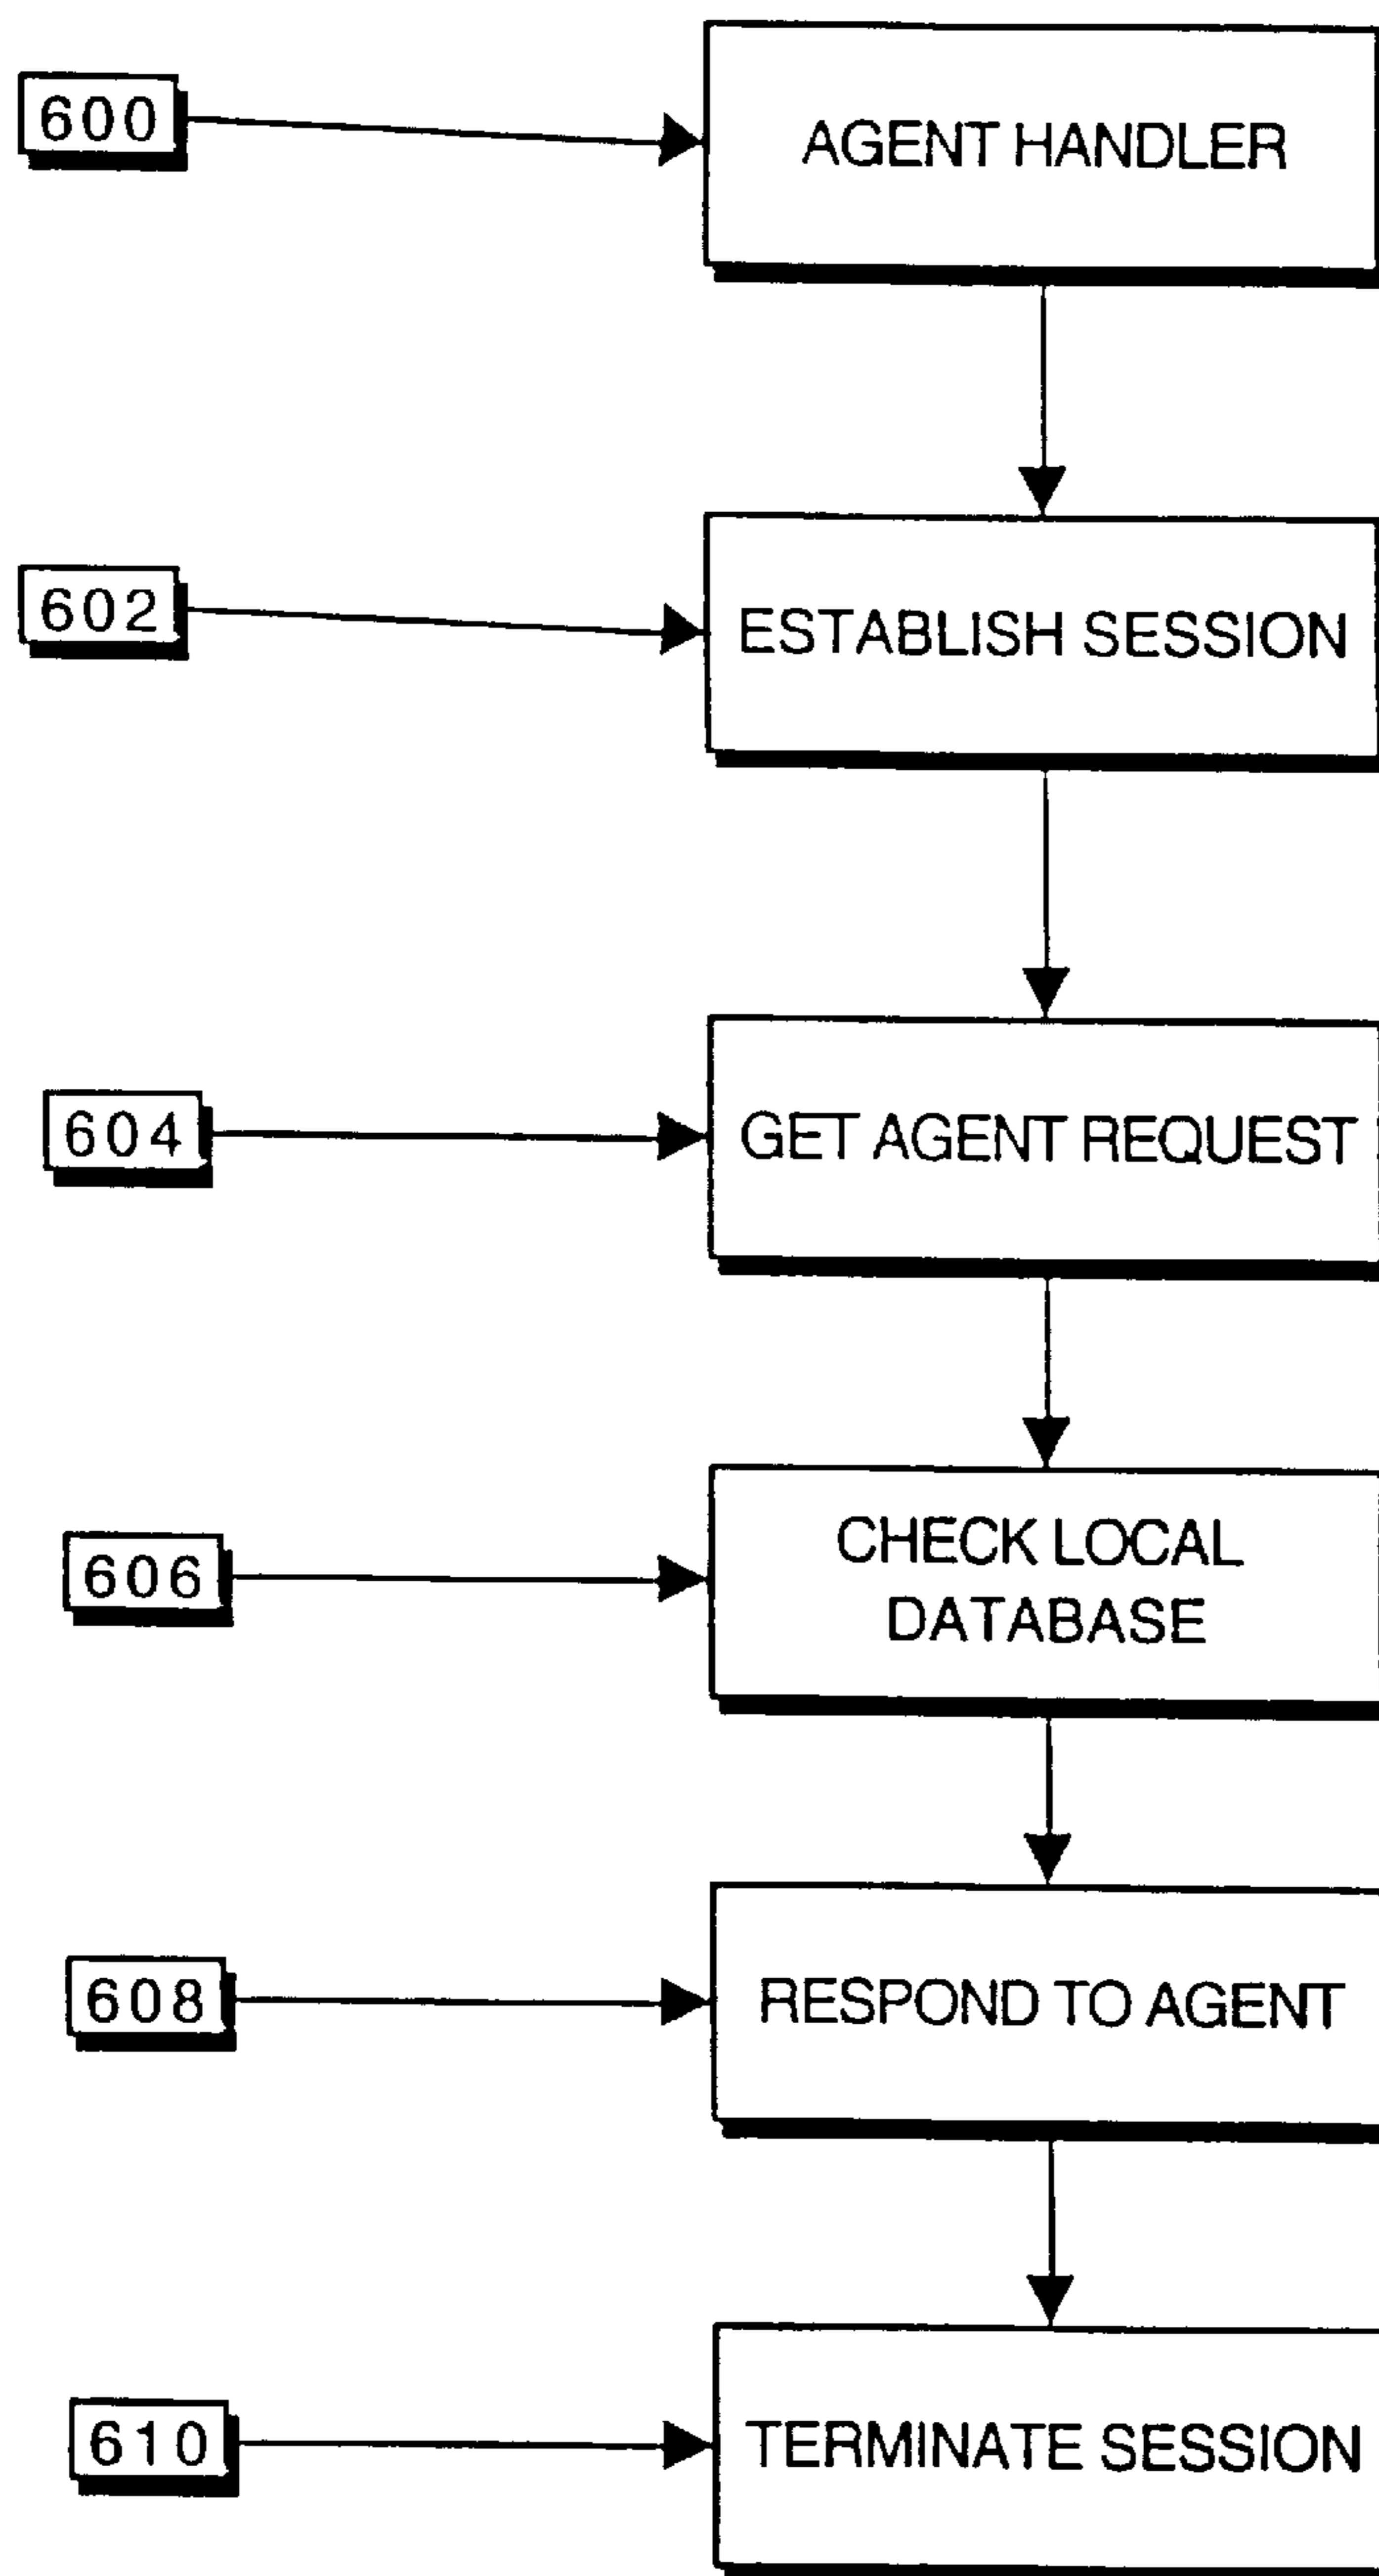 600
AGENT HANDLER
602
ESTABLISH SESSION
604
GET AGENT REQUEST
606
CHECK LOCAL
DATABASE
608
RESPOND TO AGENT
610
TERMINATE SESSION